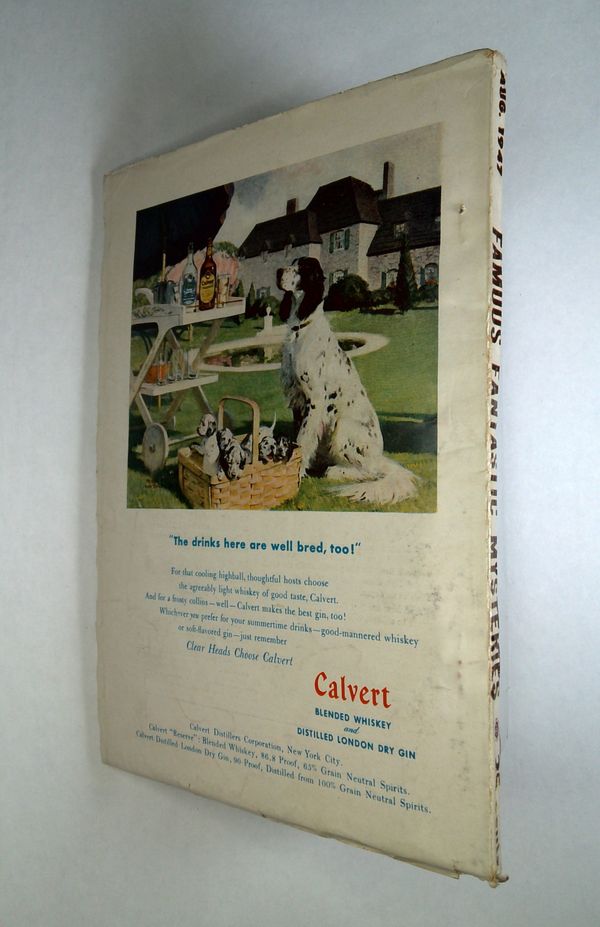 "The drinks here are well bred, too!"
For that cooling highball, thoughtful hosts choose
the agreeably light whiskey of good taste, Calvert.
And for a frosty collins—well—Calvert makes the best gin, too!
Whichever you prefer for your summertime drinks—good-mannered whiskey
or soft-flavored gin—just remember
Clear Heads Choose Calvert
Calvert
BLENDED WHISKEY
and
DISTILLED LONDON DRY GIN
Calvert Distillers Corporation, New York City.
Calvert "Reserve": Blended Whiskey, 86.8 Proof, 65% Grain Neutral Spirits.
Calvert Distilled London Dry Gin, 90 Proof, Distilled from 100% Grain Neutral Spirits.
AUG. 1947 FAMOUS FANTASTIC MYSTERIES